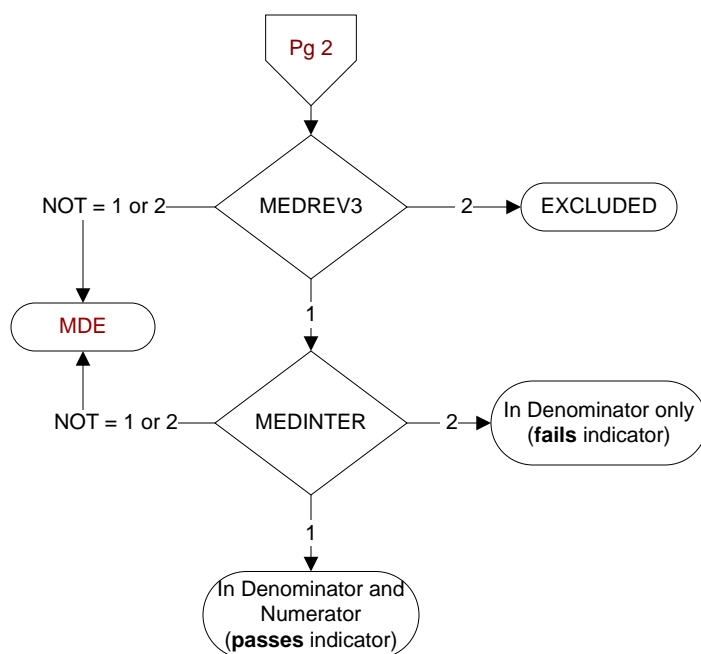 Pg 2
NOT = 1 or 2
MEDREV3
2
EXCLUDED
1
MDE
NOT = 1 or 2
MEDINTER
2
In Denominator only
(fails indicator)
1
In Denominator and
Numerator
(passes indicator)